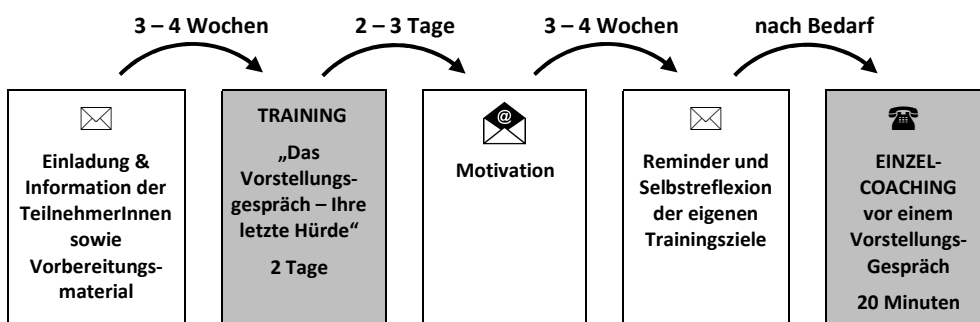 3 – 4 Wochen
2 – 3 Tage
3 – 4 Wochen
nach Bedarf
Einladung &
Information der
TeilnehmerInnen
sowie
Vorbereitungs-
material
TRAINING
„Das
Vorstellungs-
gespräch – Ihre
letzte Hürde“
2 Tage
@
Motivation
Reminder und
Selbstreflexion
der eigenen
Trainingsziele
EINZEL-
COACHING
vor einem
Vorstellungs-
Gespräch
20 Minuten